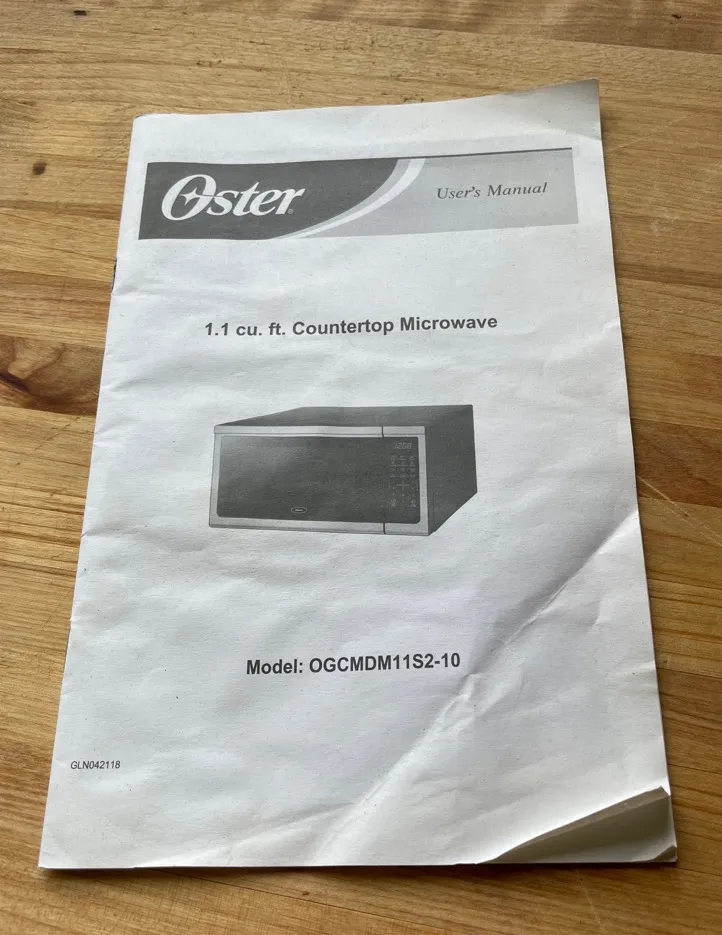 Oster®
User's Manual
1.1 cu. ft. Countertop Microwave
Model: OGCMDM11S2-10
GLN042118